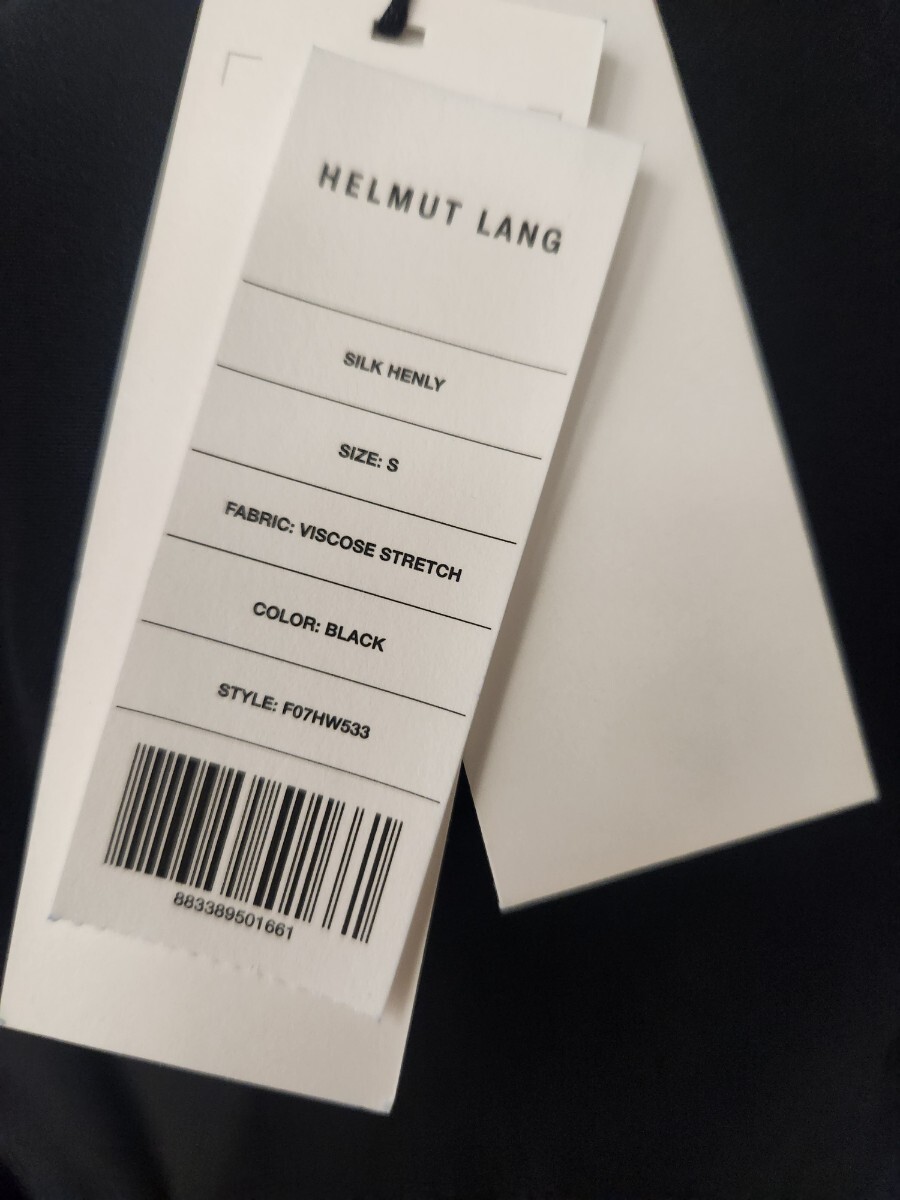 HELMUT LANG
SILK HENLY
SIZE: S
FABRIC: VISCOSE STRETCH
COLOR: BLACK
STYLE: F07HW533
883389501661